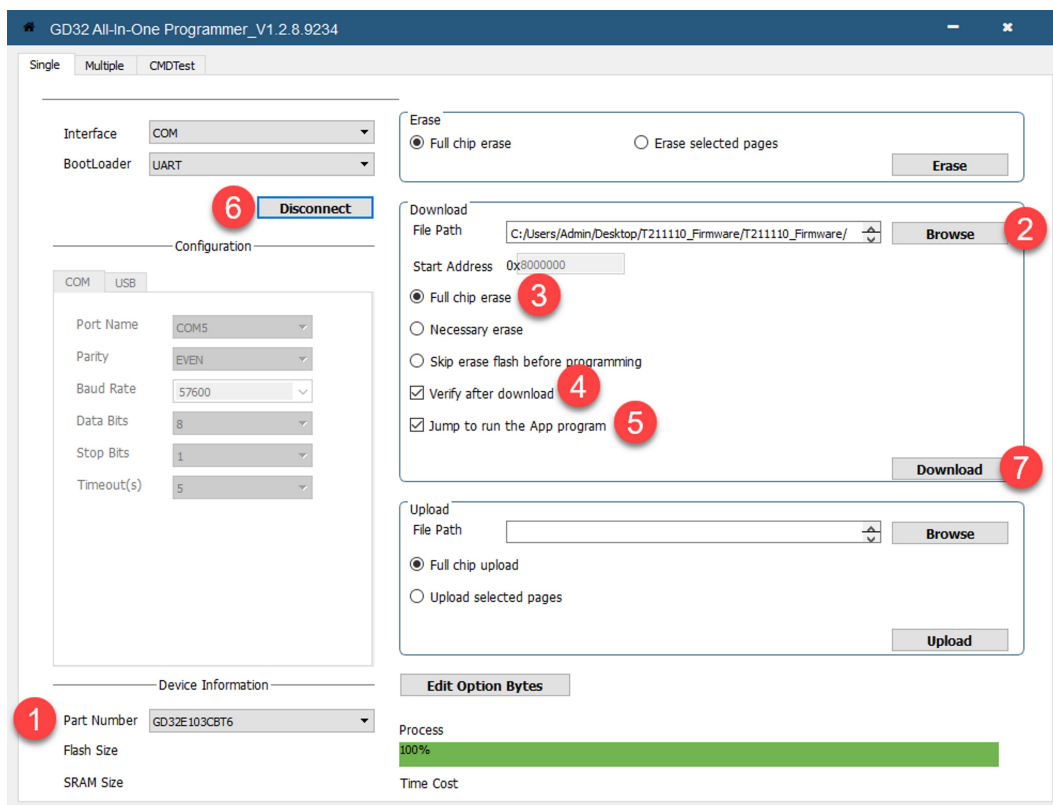 GD32 All-In-One Programmer_V1.2.8.9234
Single Multiple CMDTest
Interface COM
BootLoader UART
6 Disconnect
Configuration
COM USB
Port Name COM5
Parity EVEN
Baud Rate 57600
Data Bits 8
Stop Bits 1
Timeout(s) 5
Device Information
1 Part Number GD32E103CBT6
Flash Size
SRAM Size
Erase
Full chip erase Erase selected pages
Erase
Download
File Path C:/Users/Admin/Desktop/T211110_Firmware/T211110_Firmware/ Browse 2
Start Address 0x8000000
Full chip erase 3
Necessary erase
Skip erase flash before programming
Verify after download 4
Jump to run the App program 5
Download 7
Upload
File Path Browse
Full chip upload
Upload selected pages
Upload
Edit Option Bytes
Process
100%
Time Cost